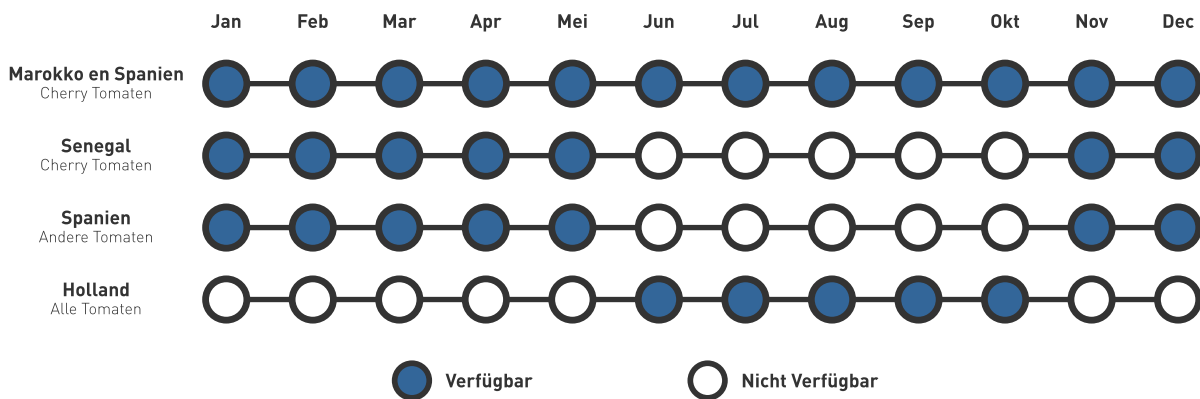 Jan Feb Mar Apr Mei Jun Jul Aug Sep Okt Nov Dec
Marokko en Spanien
Cherry Tomaten
Senegal
Cherry Tomaten
Spanien
Andere Tomaten
Holland
Alle Tomaten
Verfügbar Nicht Verfügbar